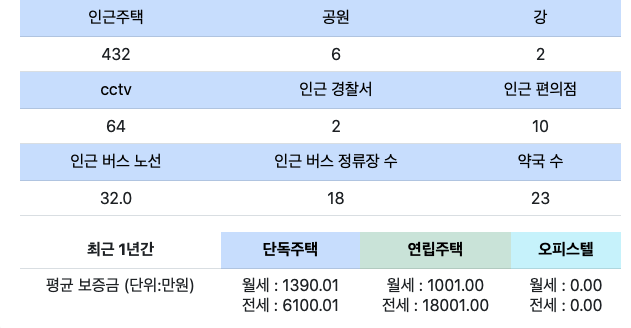 인근주택 공원 강
432 6 2
cctv 인근 경찰서 인근 편의점
64 2 10
인근 버스 노선 인근 버스 정류장 수 약국 수
32.0 18 23
최근 1년간 단독주택 연립주택 오피스텔
평균 보증금 (단위:만원) 월세 : 1390.01 월세 : 1001.00 월세 : 0.00
전세 : 6100.01 전세 : 18001.00 전세 : 0.00